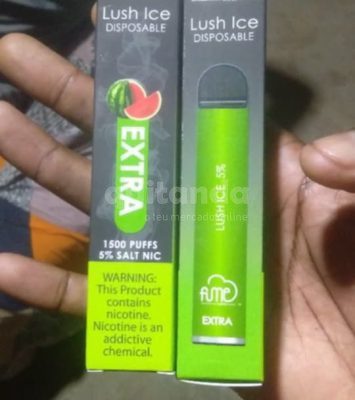 Lush Ice
DISPOSABLE
EXTRA
1500 PUFFS
5% SALT NIC
WARNING:
This Product
contains
nicotine.
Nicotine is an
addictive
chemical.
Lush Ice
DISPOSABLE
LUSH ICE 5%
fume
EXTRA
o teu mercado online